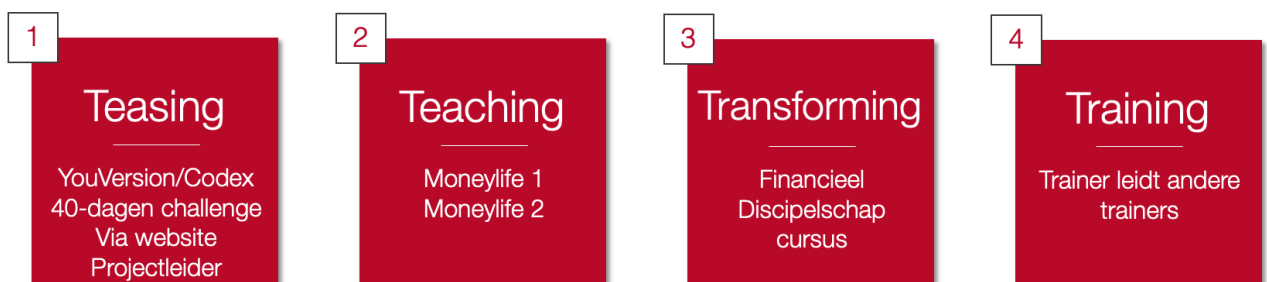 1
Teasing
YouVersion/Codex
40-dagen challenge
Via website
Projectleider
2
Teaching
Moneylife 1
Moneylife 2
3
Transforming
Financieel
Discipelschap
cursus
4
Training
Trainer leidt andere
trainers